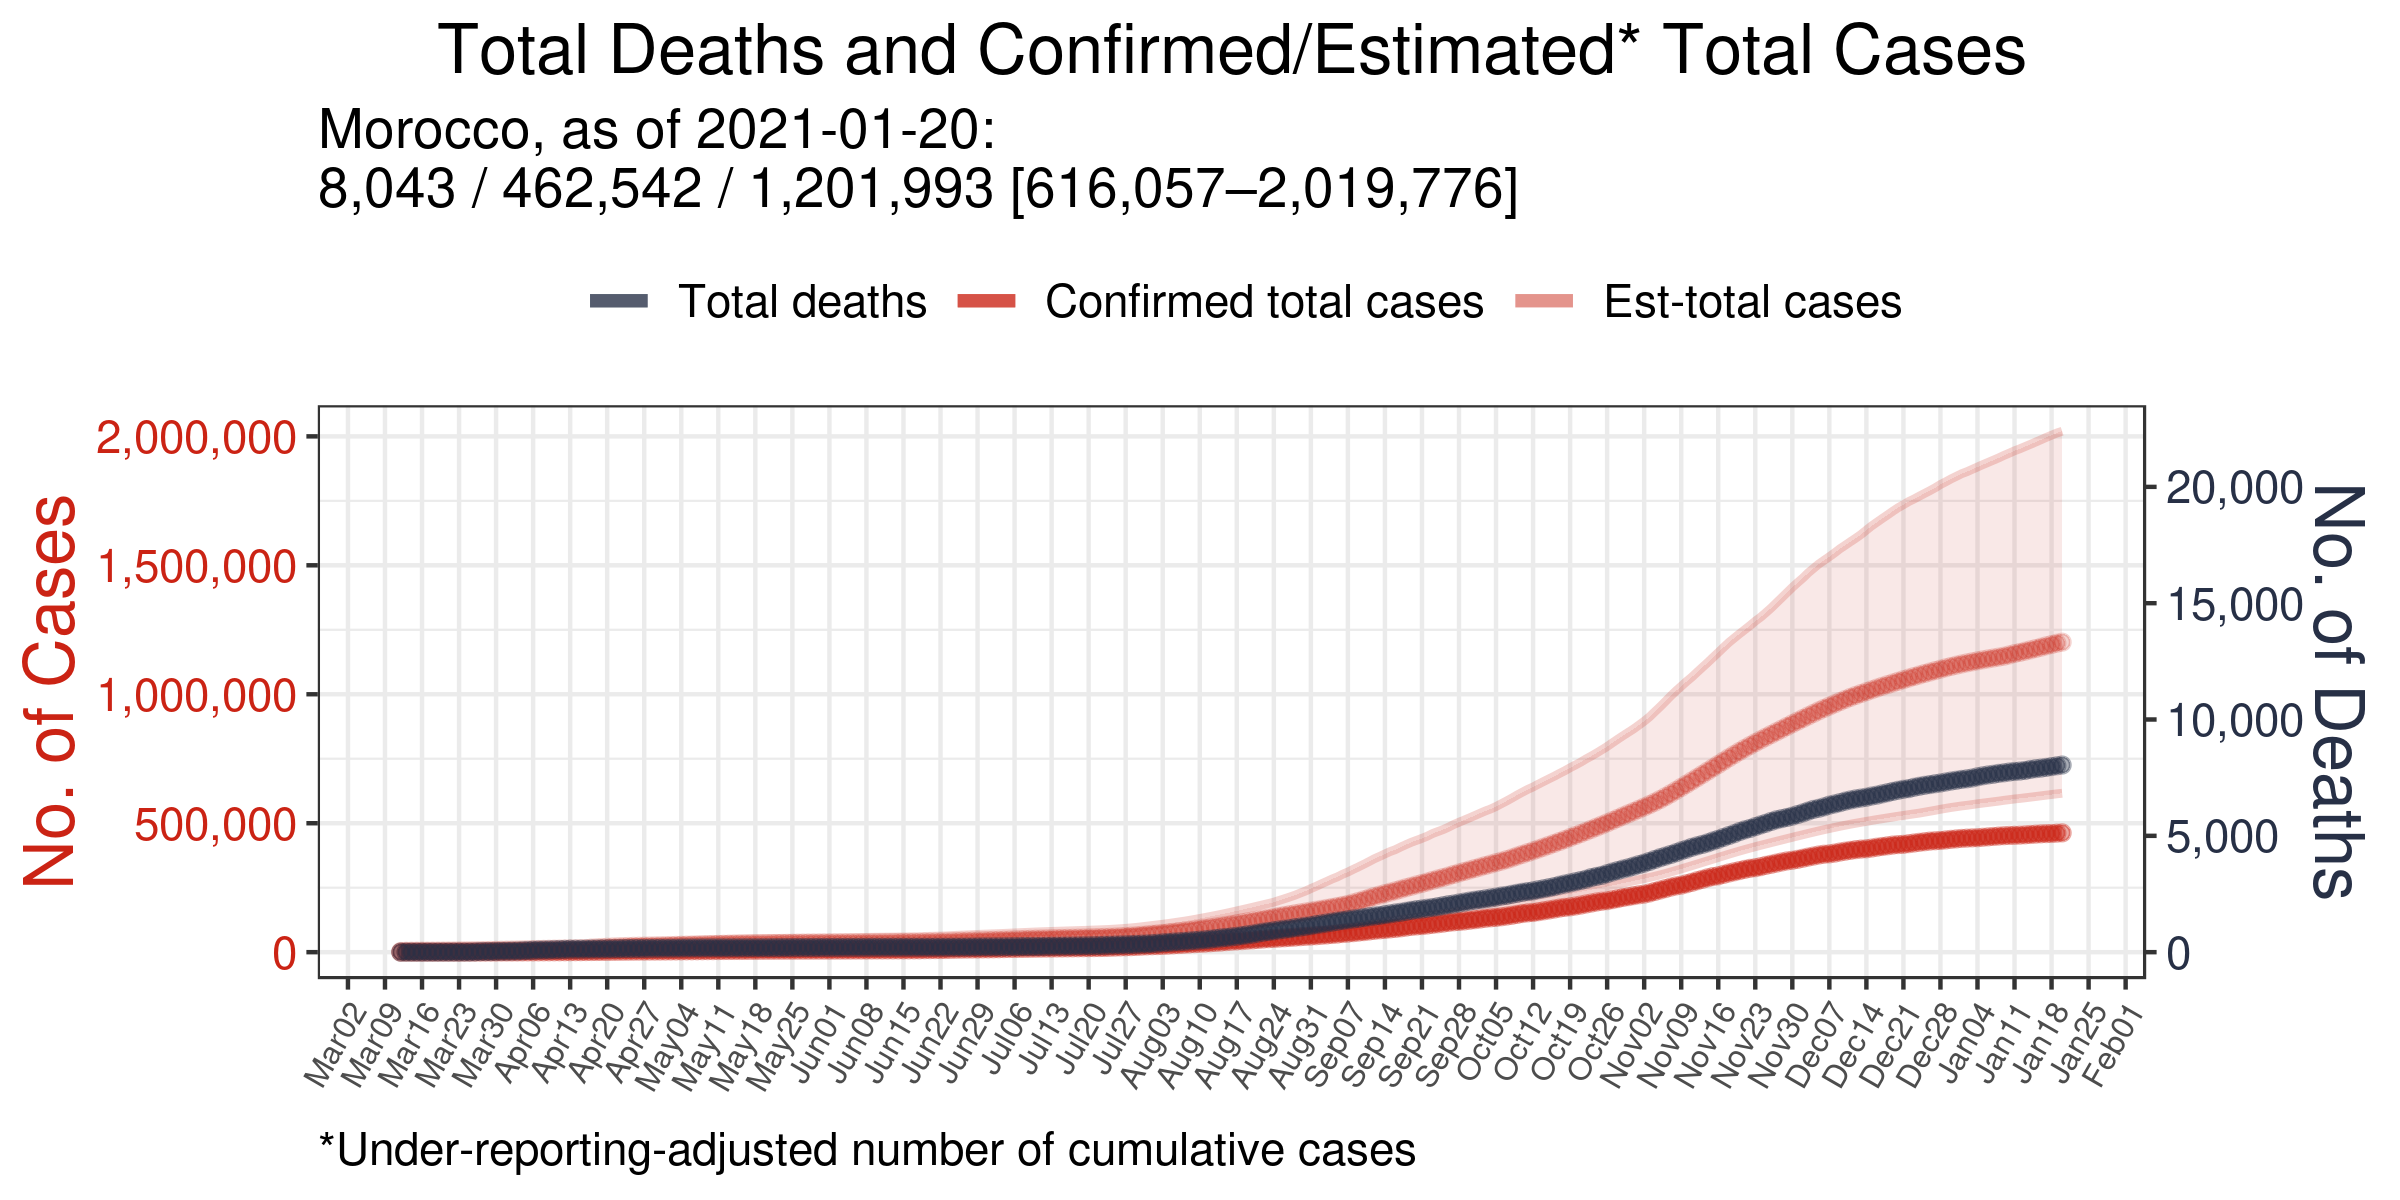 Total Deaths and Confirmed/Estimated* Total Cases
Morocco, as of 2021-01-20:
8,043 / 462,542 / 1,201,993 [616,057–2,019,776]
Total deaths
Confirmed total cases
Est-total cases
No. of Cases
2,000,000
1,500,000
1,000,000
500,000
0
20,000
15,000
10,000
5,000
0
No. of Deaths
Mar02
Mar09
Mar16
Mar23
Mar30
Apr06
Apr13
Apr20
Apr27
May04
May11
May18
May25
Jun01
Jun08
Jun15
Jun22
Jun29
Jul06
Jul13
Jul20
Jul27
Aug03
Aug10
Aug17
Aug24
Aug31
Sep07
Sep14
Sep21
Sep28
Oct05
Oct12
Oct19
Oct26
Nov02
Nov09
Nov16
Nov23
Nov30
Dec07
Dec14
Dec21
Dec28
Jan04
Jan11
Jan18
Jan25
Feb01
*Under-reporting-adjusted number of cumulative cases